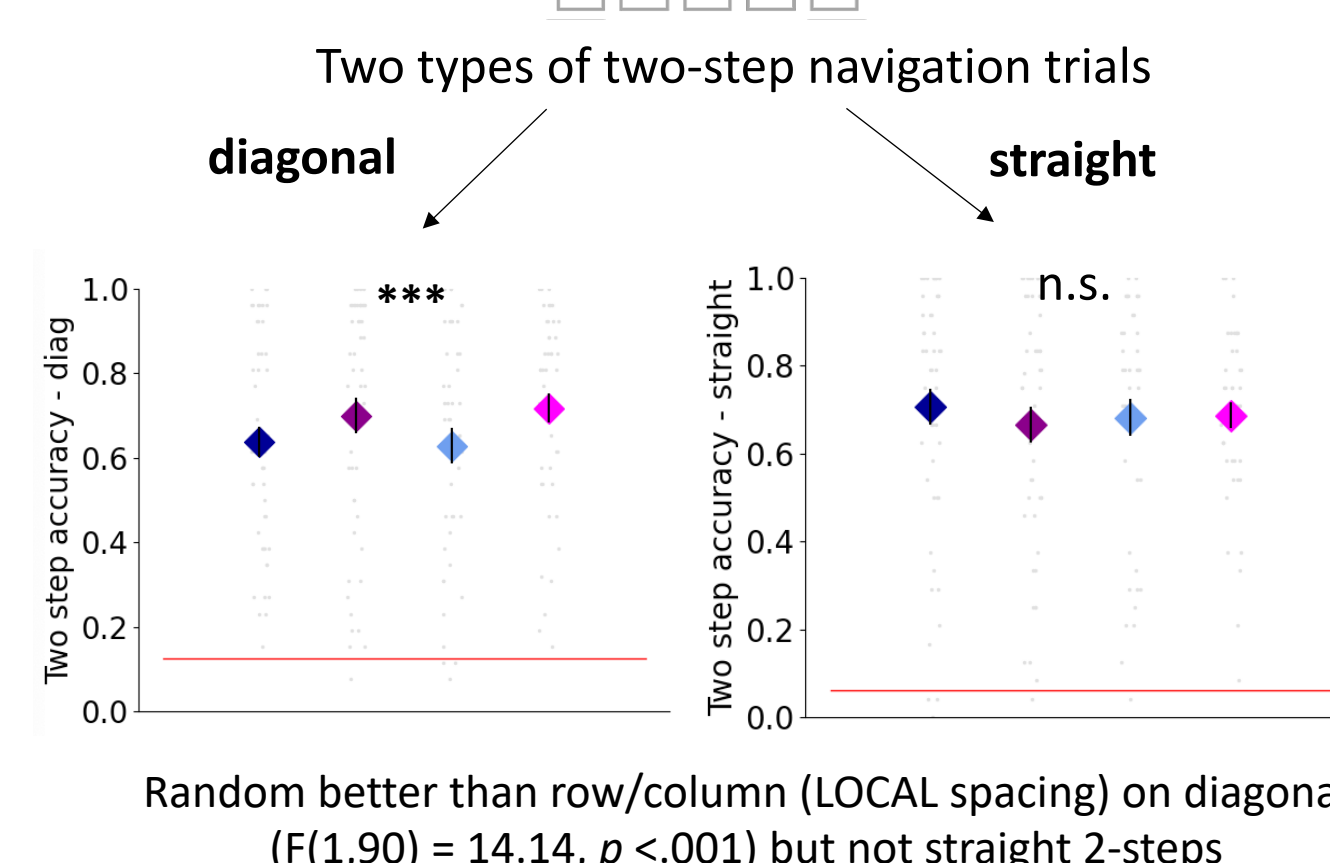 Two types of two-step navigation trials
diagonal
straight
Two step accuracy - diag
1.0
0.8
0.6
0.4
0.2
0.0
***
Two step accuracy - straight
1.0
0.8
0.6
0.4
0.2
0.0
n.s.
Random better than row/column (LOCAL spacing) on diagona
(F(1,90) = 14.14, p <.001) but not straight 2-steps